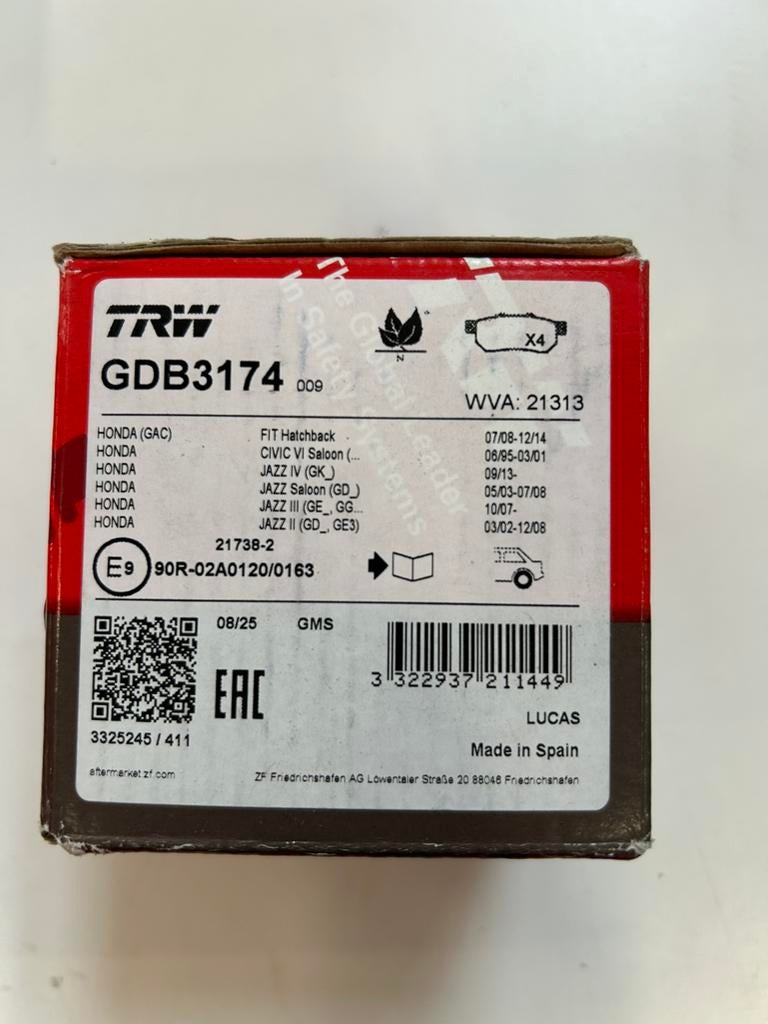 The Global Leader
In Safety Systems
TRW
N
X4
GDB3174 009
WVA: 21313
HONDA (GAC) FIT Hatchback 07/08-12/14
HONDA CIVIC VI Saloon (... 06/95-03/01
HONDA JAZZ IV (GK_) 09/13-
HONDA JAZZ Saloon (GD_) 05/03-07/08
HONDA JAZZ III (GE_, GG... 10/07-
HONDA JAZZ II (GD_, GE3) 03/02-12/08
21738-2
E9 90R-02A0120/0163
08/25 GMS
EAC
3 322937 211449
LUCAS
3325245 / 411
Made in Spain
aftermarket.zf.com
ZF Friedrichshafen AG Löwentaler Straße 20 88046 Friedrichshafen